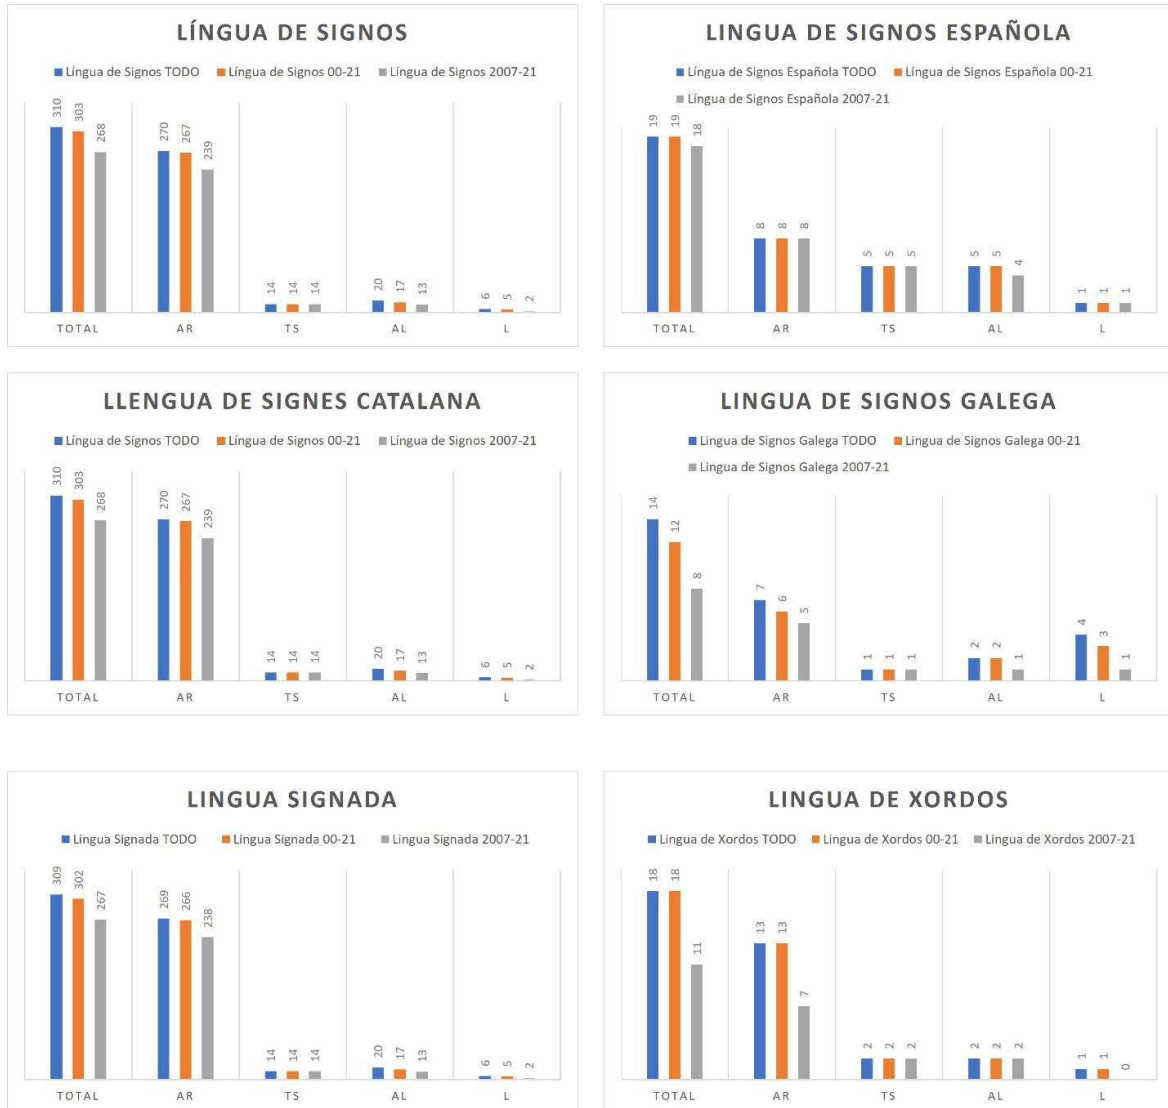 LÍNGUA DE SIGNOS
Língua de Signos TODO Língua de Signos 00-21 Língua de Signos 2007-21
310 303 268 270 267 239 14 14 14 20 17 13 6 5 2
TOTAL AR TS AL L
LINGUA DE SIGNOS ESPAÑOLA
Língua de Signos Española TODO Língua de Signos Española 00-21
Língua de Signos Española 2007-21
19 19 18 8 8 8 5 5 5 5 5 4 1 1 1
TOTAL AR TS AL L
LLENGUA DE SIGNES CATALANA
Língua de Signos TODO Língua de Signos 00-21 Língua de Signos 2007-21
310 303 268 270 267 239 14 14 14 20 17 13 6 5 2
TOTAL AR TS AL L
LINGUA DE SIGNOS GALEGA
Lingua de Signos Galega TODO Lingua de Signos Galega 00-21
Lingua de Signos Galega 2007-21
14 12 8 7 6 5 1 1 1 2 2 1 4 3 1
TOTAL AR TS AL L
LINGUA SIGNADA
Lingua Signada TODO Lingua Signada 00-21 Lingua Signada 2007-21
309 302 267 269 266 238 14 14 14 20 17 13 6 5 2
TOTAL AR TS AL L
LINGUA DE XORDOS
Lingua de Xordos TODO Lingua de Xordos 00-21 Lingua de Xordos 2007-21
18 18 11 13 13 7 2 2 2 2 2 2 1 1 0
TOTAL AR TS AL L